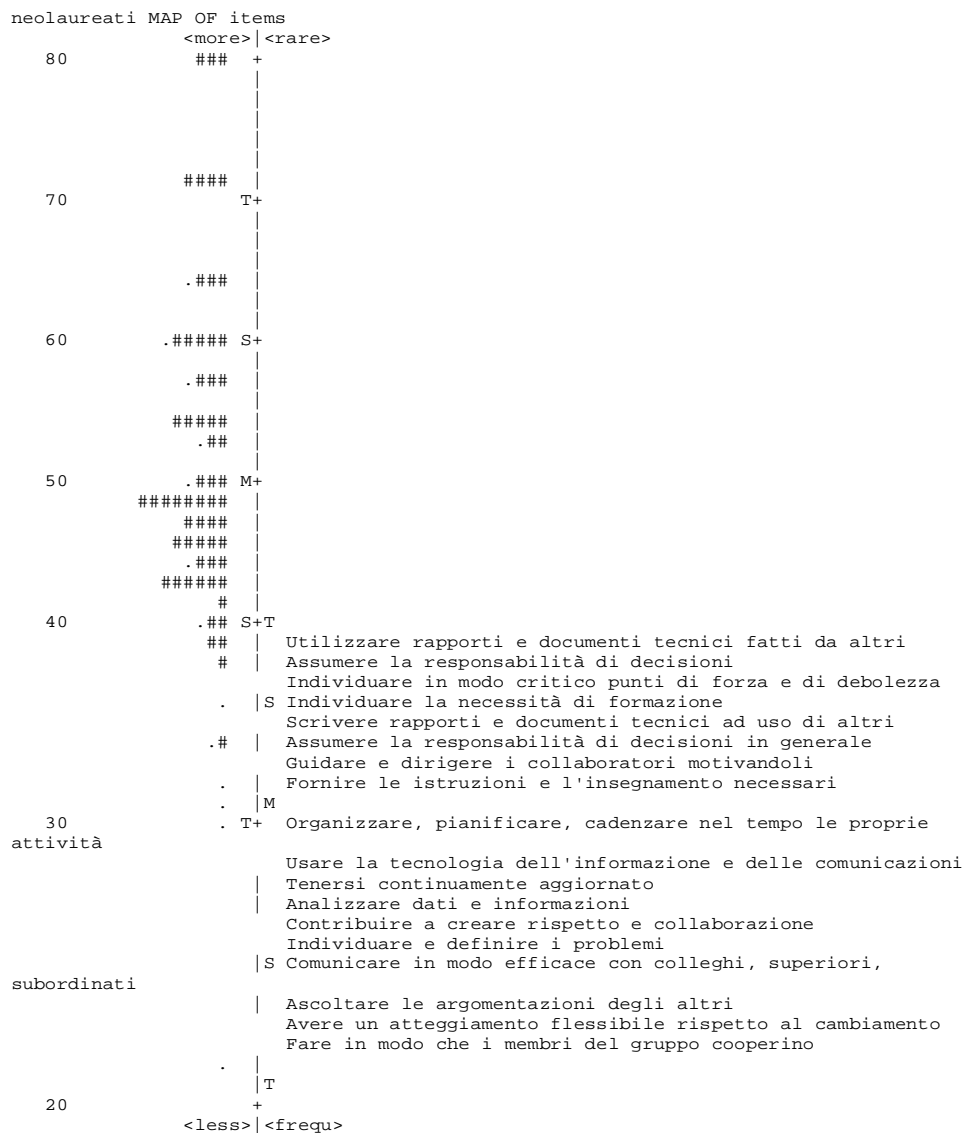 neolaureati MAP OF items
<more>|<rare>
80 ### +
|
|
|
|
|
#### |
70 T+
|
|
|
.### |
|
|
60 .##### S+
|
.### |
|
##### |
.## |
|
50 .### M+
######## |
#### |
##### |
.### |
###### |
# |
40 .## S+T
## | Utilizzare rapporti e documenti tecnici fatti da altri
# | Assumere la responsabilità di decisioni
Individuare in modo critico punti di forza e di debolezza
. |S Individuare la necessità di formazione
Scrivere rapporti e documenti tecnici ad uso di altri
.# | Assumere la responsabilità di decisioni in generale
Guidare e dirigere i collaboratori motivandoli
. | Fornire le istruzioni e l'insegnamento necessari
. |M
30 . T+ Organizzare, pianificare, cadenzare nel tempo le proprie
attività
Usare la tecnologia dell'informazione e delle comunicazioni
| Tenersi continuamente aggiornato
| Analizzare dati e informazioni
Contribuire a creare rispetto e collaborazione
Individuare e definire i problemi
|S Comunicare in modo efficace con colleghi, superiori,
subordinati
| Ascoltare le argomentazioni degli altri
Avere un atteggiamento flessibile rispetto al cambiamento
Fare in modo che i membri del gruppo cooperino
. |
|T
20 +
<less>|<frequ>